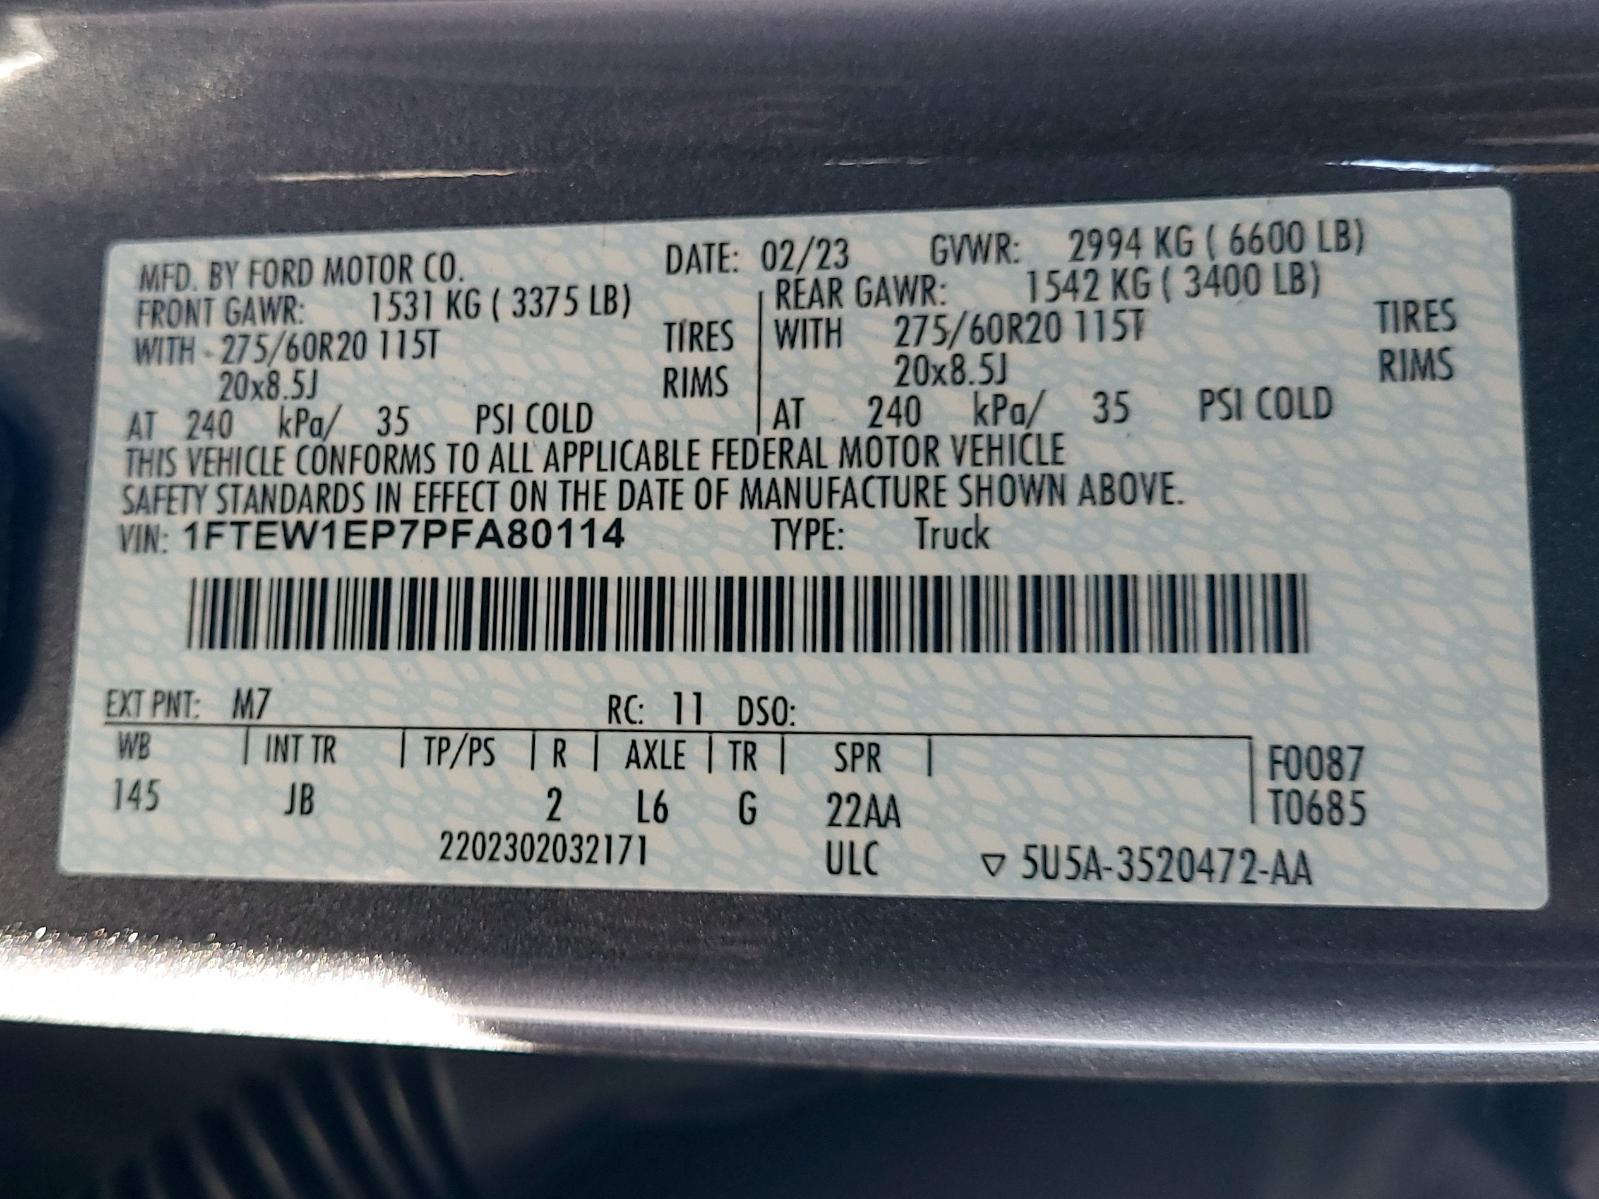 MFD. BY FORD MOTOR CO. DATE: 02/23 GVWR: 2994 KG ( 6600 LB)
FRONT GAWR: 1531 KG ( 3375 LB) REAR GAWR: 1542 KG ( 3400 LB)
WITH 275/60R20 115T TIRES WITH 275/60R20 115T TIRES
20x8.5J RIMS 20x8.5J RIMS
AT 240 kPa/ 35 PSI COLD AT 240 kPa/ 35 PSI COLD
THIS VEHICLE CONFORMS TO ALL APPLICABLE FEDERAL MOTOR VEHICLE
SAFETY STANDARDS IN EFFECT ON THE DATE OF MANUFACTURE SHOWN ABOVE.
VIN: 1FTEW1EP7PFA80114 TYPE: Truck
EXT PNT: M7 RC: 11 DSO:
WB | INT TR | TP/PS | R | AXLE | TR | SPR | F0087
145 JB 2 L6 G 22AA T0685
2202302032171 ULC ▽ 5U5A-3520472-AA